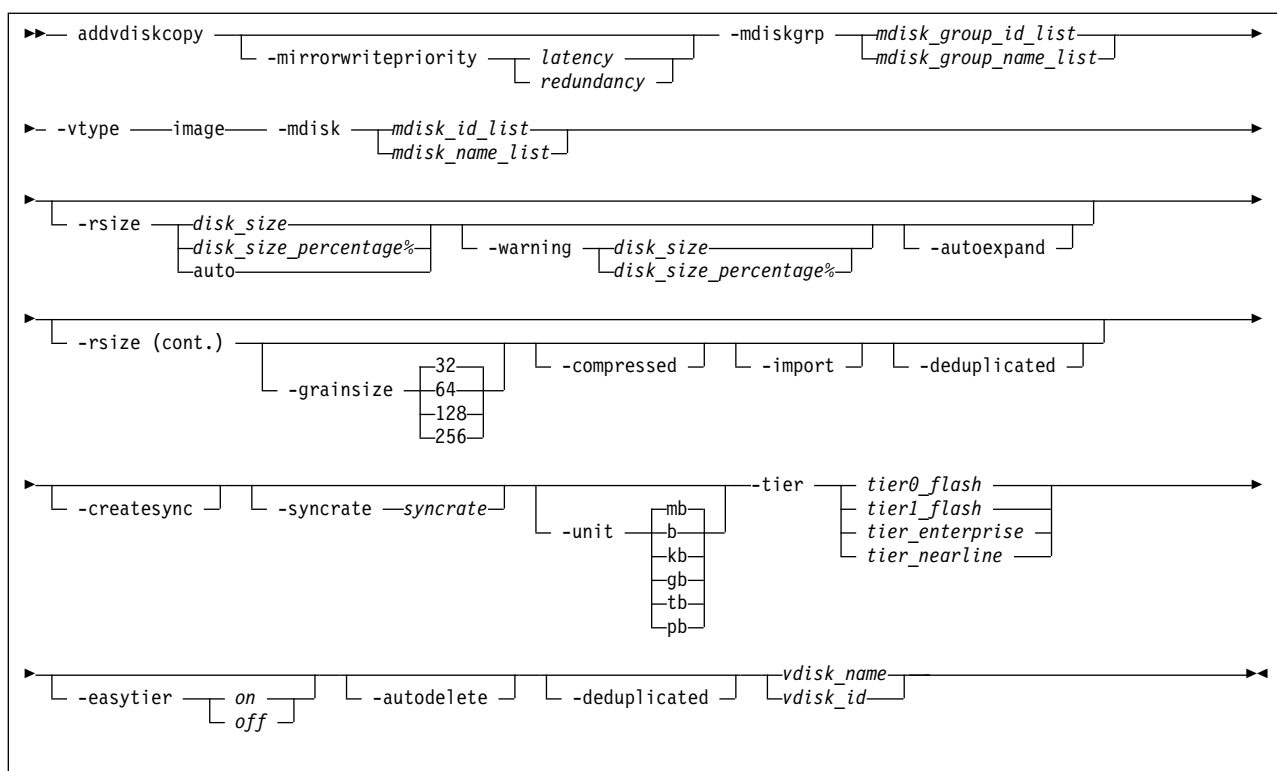 addvdiskcopy -mirrorwritepriority latency redundancy -mdiskgrp mdisk_group_id_list mdisk_group_name_list
-vtype image -mdisk mdisk_id_list mdisk_name_list
-rsize disk_size disk_size_percentage% auto -warning disk_size disk_size_percentage% -autoexpand
-rsize (cont.) -grainsize 32 64 128 256 -compressed -import -deduplicated
-createsync -syncrate syncrate -unit mb b kb gb tb pb -tier tier0_flash tier1_flash tier_enterprise tier_nearline
-easytier on off -autodelete -deduplicated vdisk_name vdisk_id